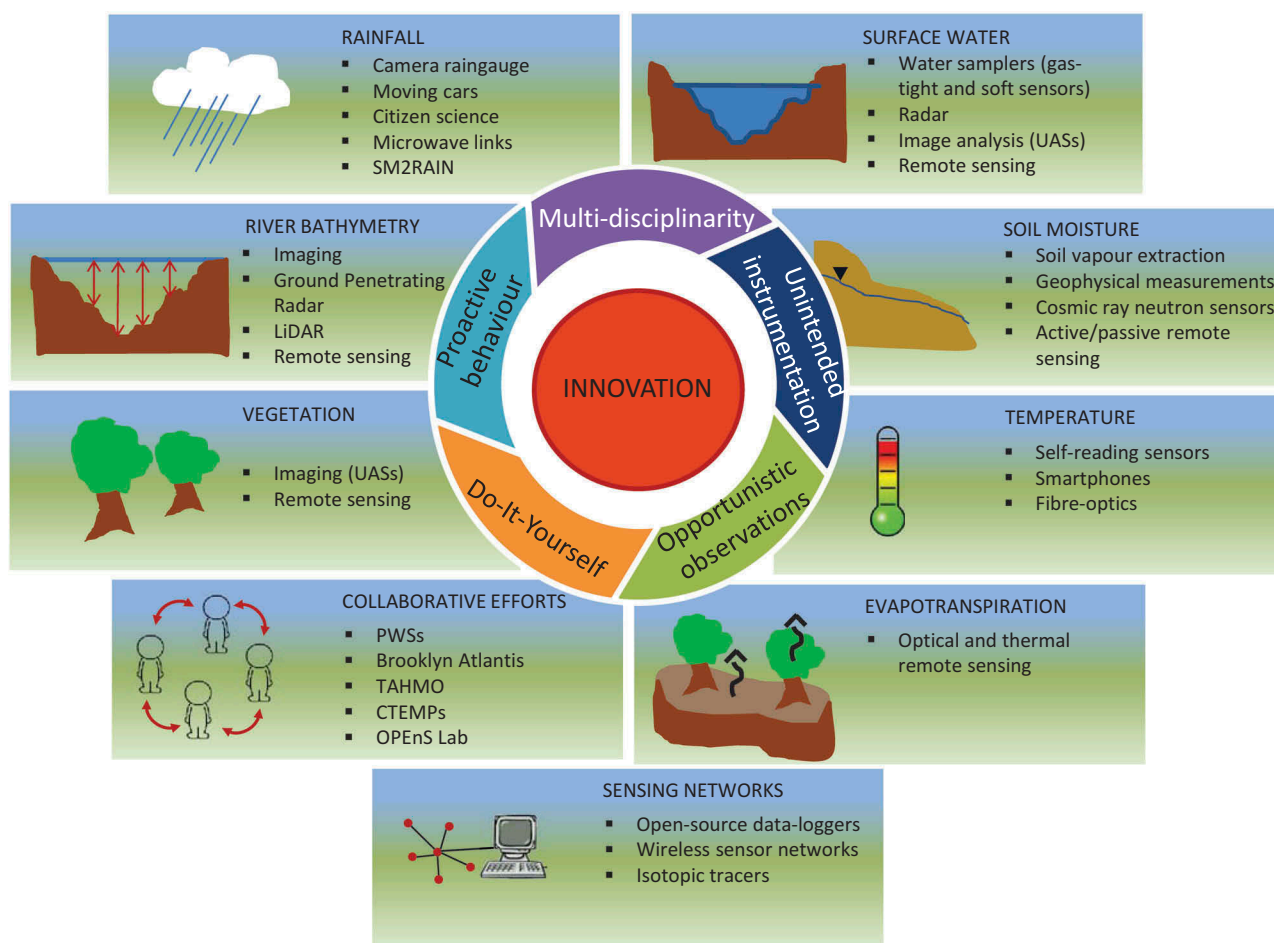 RAINFALL
▪ Camera raingauge
▪ Moving cars
▪ Citizen science
▪ Microwave links
▪ SM2RAIN
SURFACE WATER
▪ Water samplers (gas-
tight and soft sensors)
▪ Radar
▪ Image analysis (UASs)
▪ Remote sensing
RIVER BATHYMETRY
▪ Imaging
▪ Ground Penetrating
Radar
▪ LiDAR
▪ Remote sensing
Multi-disciplinarity
Unintended
instrumentation
Opportunistic
observations
Do-It-Yourself
Proactive
behaviour
INNOVATION
SOIL MOISTURE
▪ Soil vapour extraction
▪ Geophysical measurements
▪ Cosmic ray neutron sensors
▪ Active/passive remote
sensing
VEGETATION
▪ Imaging (UASs)
▪ Remote sensing
TEMPERATURE
▪ Self-reading sensors
▪ Smartphones
▪ Fibre-optics
COLLABORATIVE EFFORTS
▪ PWSs
▪ Brooklyn Atlantis
▪ TAHMO
▪ CTEMPs
▪ OPEnS Lab
EVAPOTRANSPIRATION
▪ Optical and thermal
remote sensing
SENSING NETWORKS
▪ Open-source data-loggers
▪ Wireless sensor networks
▪ Isotopic tracers